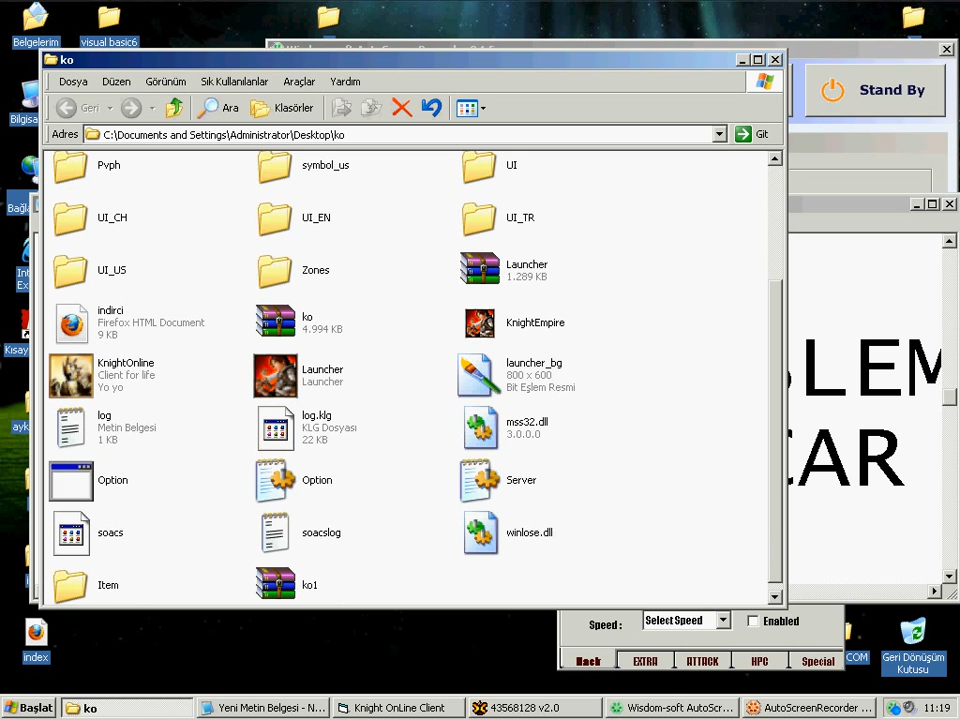 Belgelerim
visual basic6
ko
Dosya Düzen Görünüm Sık Kullanılanlar Araçlar Yardım
Geri Ara Klasörler
Adres C:\Documents and Settings\Administrator\Desktop\ko Git
Stand By
Pvph symbol_us UI
UI_CH UI_EN UI_TR
UI_US Zones Launcher
1.289 KB
indirci
Firefox HTML Document
9 KB
ko
4.994 KB
KnightEmpire
KnightOnline
Client for life
Yo yo
Launcher
Launcher
launcher_bg
800 x 600
Bit Eşlem Resmi
log
Metin Belgesi
1 KB
log.klg
KLG Dosyası
22 KB
mss32.dll
3.0.0.0
Option Option Server
soacs soacslog winlose.dll
Item ko1
LEM
CAR
index
Speed : Select Speed Enabled
Hack EXTRA ATTACK HPC Special
COM
Geri Dönüşüm
Kutusu
Başlat ko Yeni Metin Belgesi - N... Knight OnLine Client 43568128 v2.0 Wisdom-soft AutoScr... AutoScreenRecorder ... 11:19